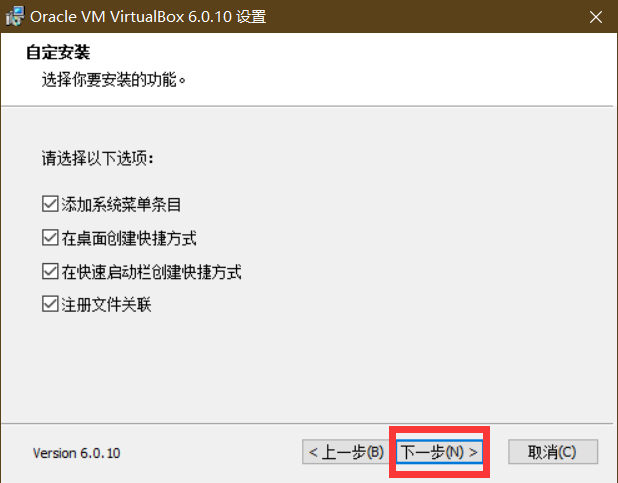 Oracle VM VirtualBox 6.0.10 设置
自定安装
选择你要安装的功能。
请选择以下选项：
添加系统菜单条目
在桌面创建快捷方式
在快速启动栏创建快捷方式
注册文件关联
Version 6.0.10
< 上一步(B)
下一步(N) >
取消(C)